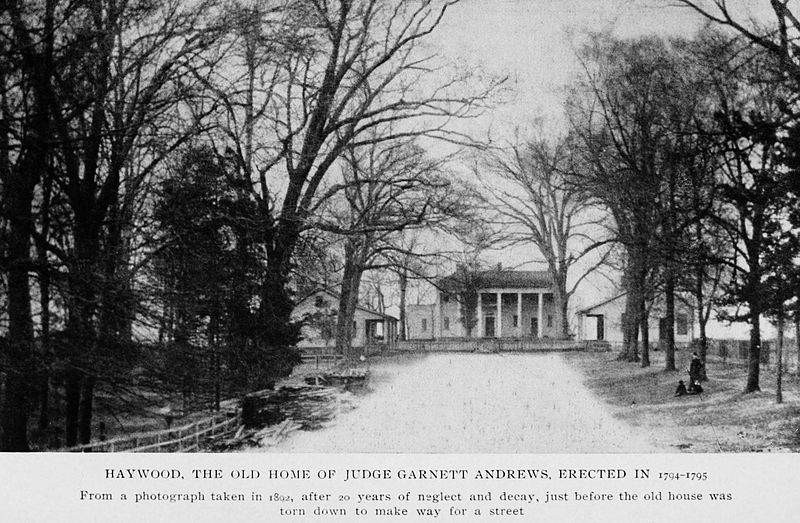 HAYWOOD, THE OLD HOME OF JUDGE GARNETT ANDREWS, ERECTED IN 1794-1795
From a photograph taken in 1892, after 20 years of neglect and decay, just before the old house was
torn down to make way for a street